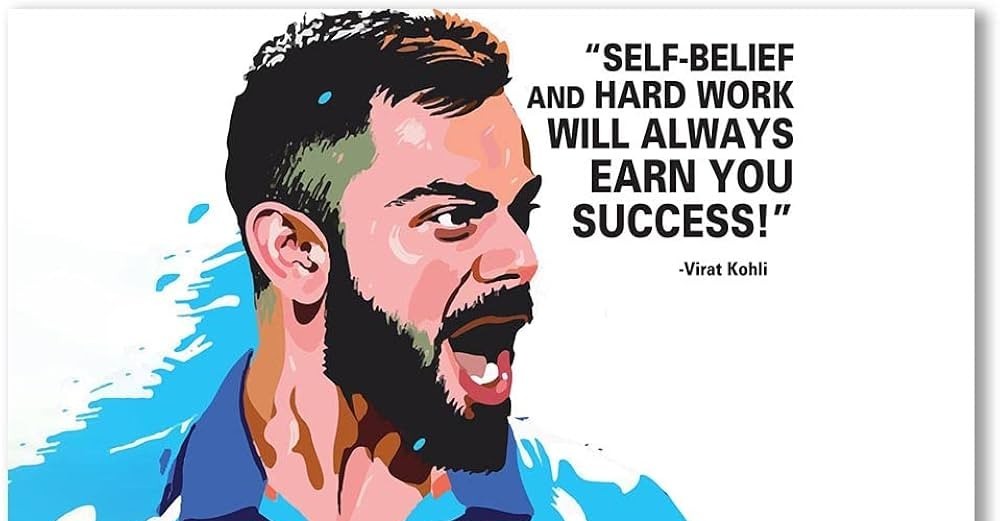 “SELF-BELIEF
AND HARD WORK
WILL ALWAYS
EARN YOU
SUCCESS!”
-Virat Kohli